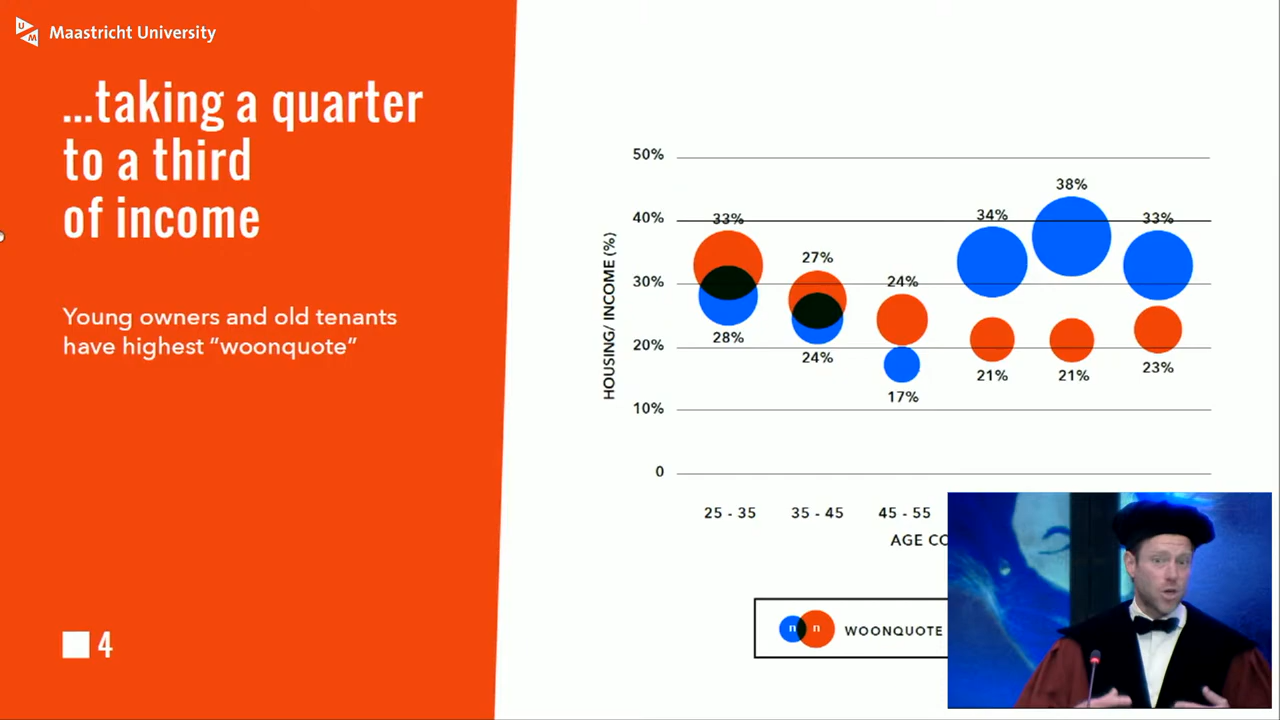 UM Maastricht University
...taking a quarter
to a third
of income
Young owners and old tenants
have highest “woonquote”
4
50%
40%
30%
20%
10%
0
HOUSING/ INCOME (%)
33%
28%
27%
24%
24%
17%
34%
21%
38%
21%
33%
23%
25 - 35
35 - 45
45 - 55
AGE CO
n n WOONQUOTE